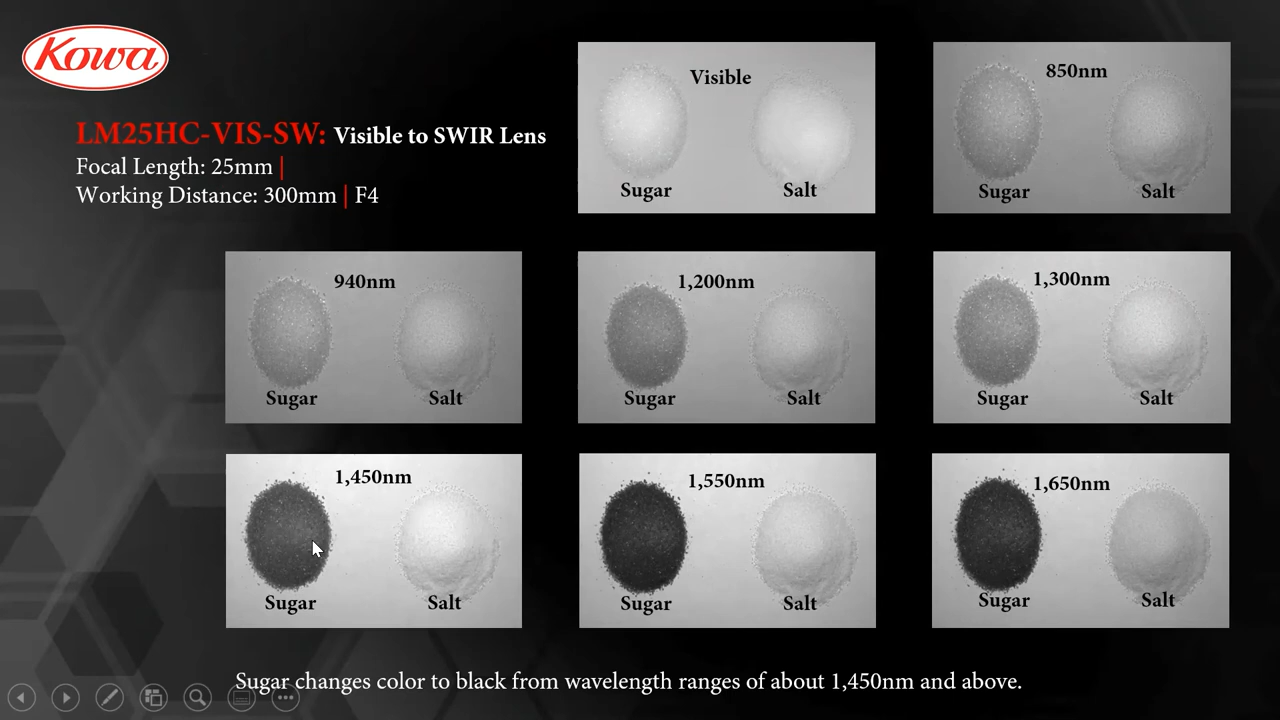 Kowa
LM25HC-VIS-SW: Visible to SWIR Lens
Focal Length: 25mm |
Working Distance: 300mm | F4
Visible
Sugar
Salt
850nm
Sugar
Salt
940nm
Sugar
Salt
1,200nm
Sugar
Salt
1,300nm
Sugar
Salt
1,450nm
Sugar
Salt
1,550nm
Sugar
Salt
1,650nm
Sugar
Salt
Sugar changes color to black from wavelength ranges of about 1,450nm and above.